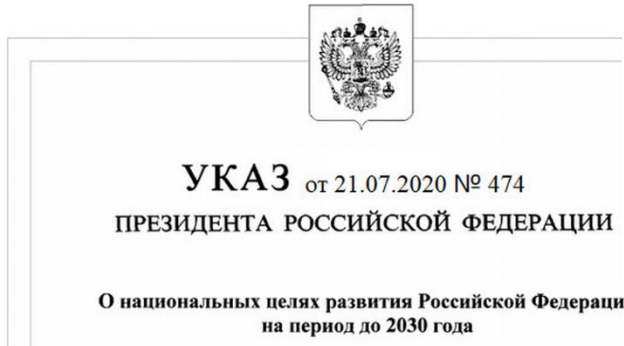 УКАЗ от 21.07.2020 № 474
ПРЕЗИДЕНТА РОССИЙСКОЙ ФЕДЕРАЦИИ
О национальных целях развития Российской Федераци
на период до 2030 года